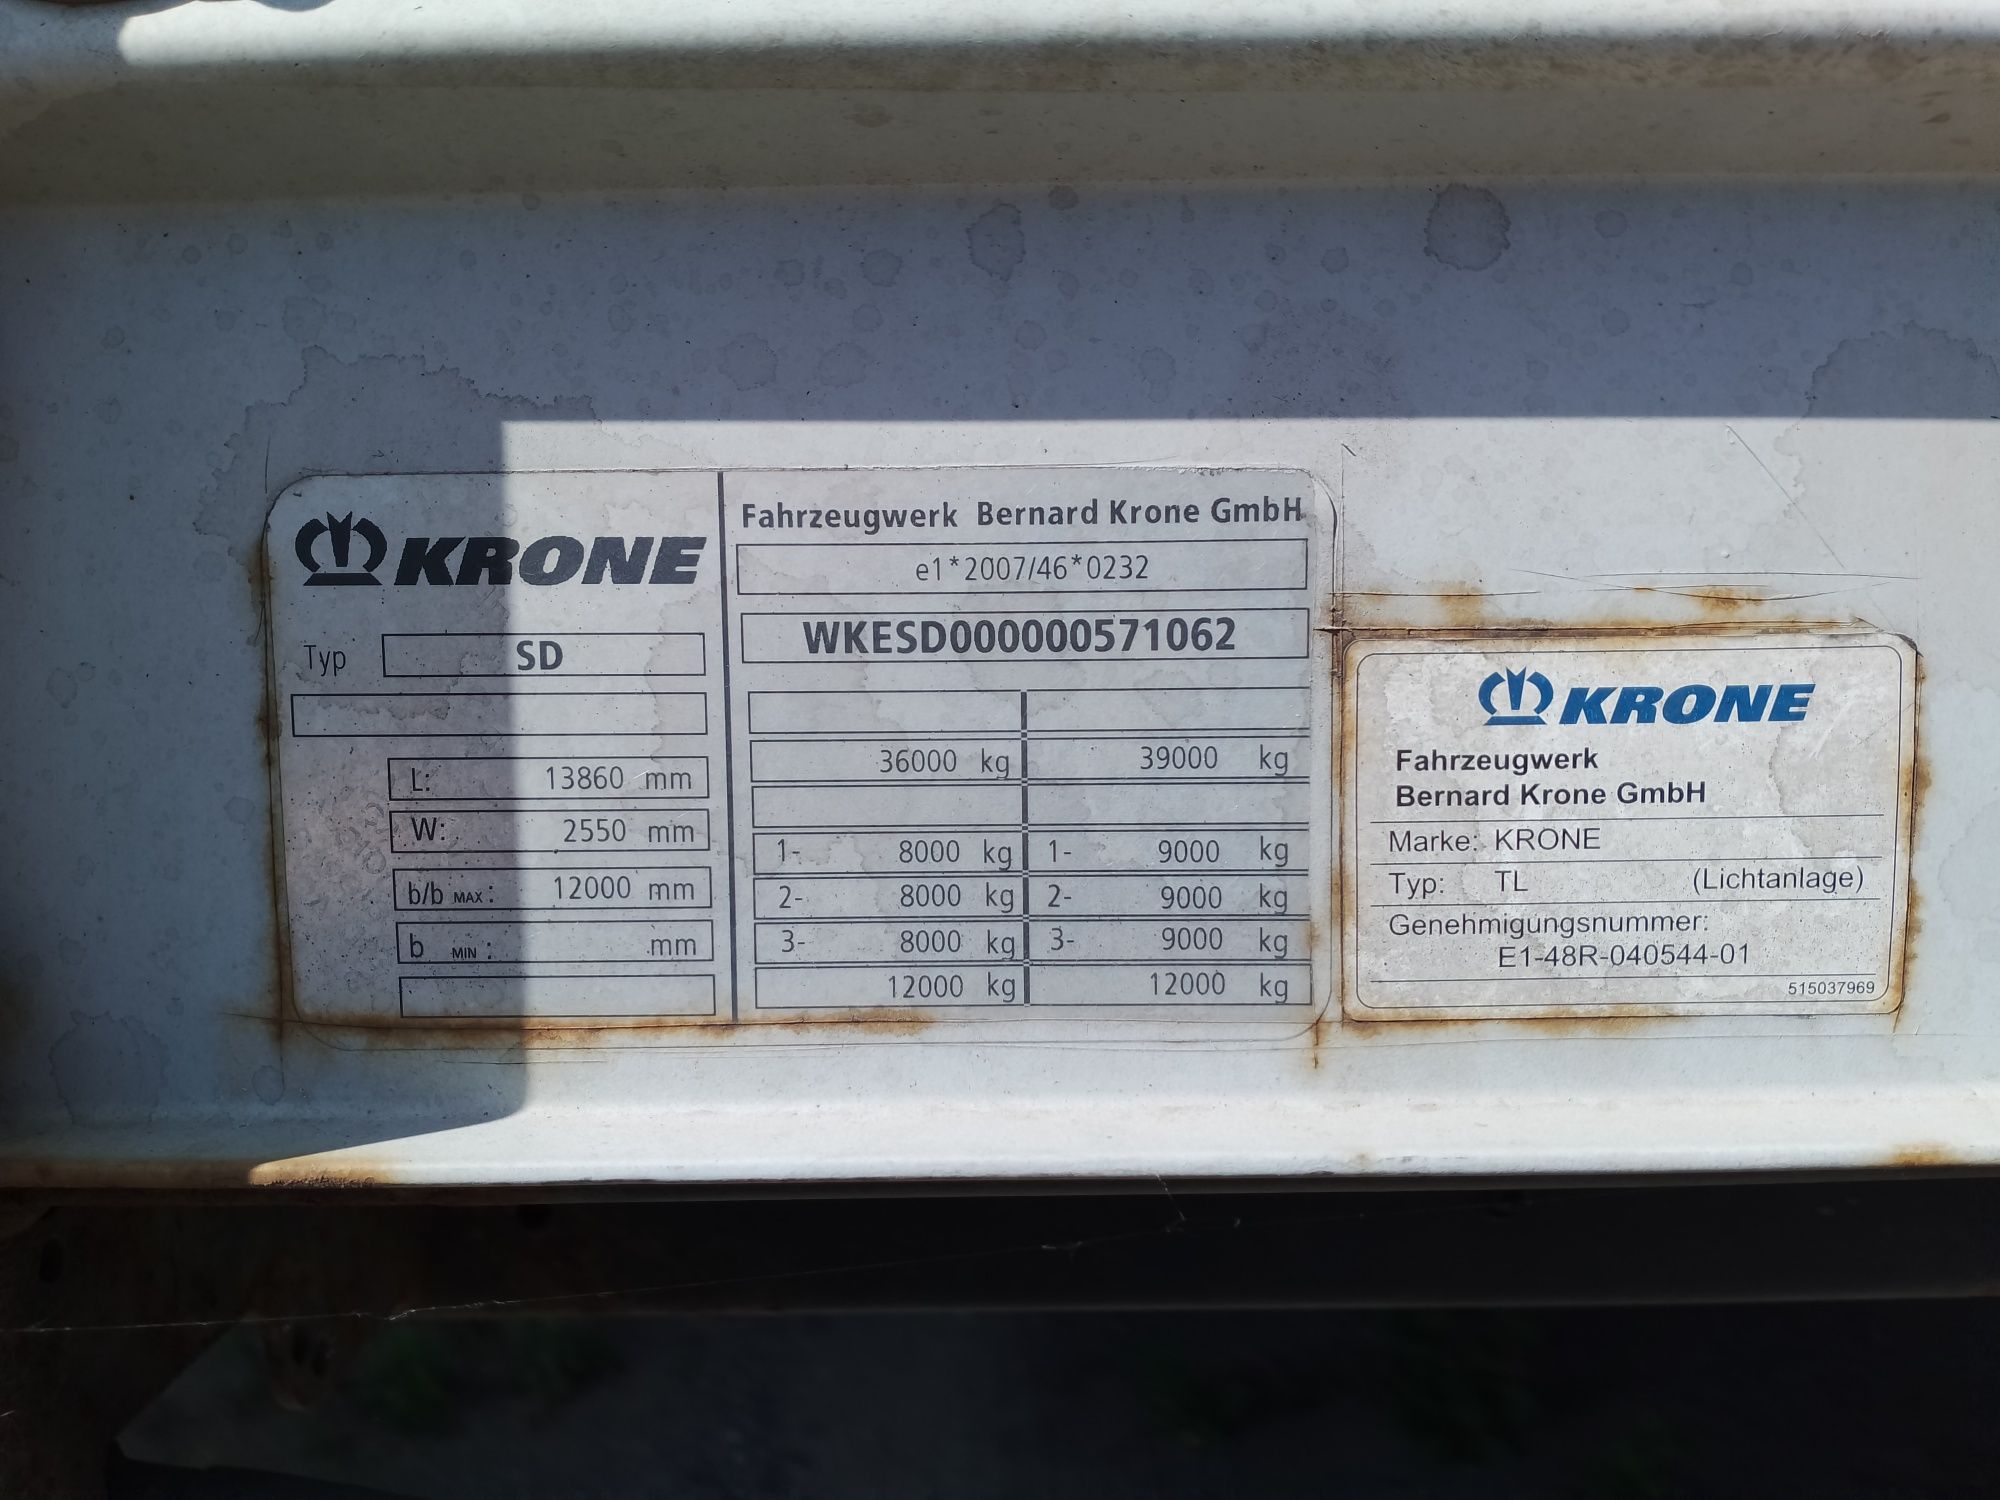 KRONE
Typ SD
L: 13860 mm
W: 2550 mm
b/b MAX: 12000 mm
b MIN: mm
Fahrzeugwerk Bernard Krone GmbH
e1*2007/46*0232
WKESD000000571062
36000 kg 39000 kg
1- 8000 kg 1- 9000 kg
2- 8000 kg 2- 9000 kg
3- 8000 kg 3- 9000 kg
12000 kg 12000 kg
KRONE
Fahrzeugwerk
Bernard Krone GmbH
Marke: KRONE
Typ: TL (Lichtanlage)
Genehmigungsnummer:
E1-48R-040544-01
515037969